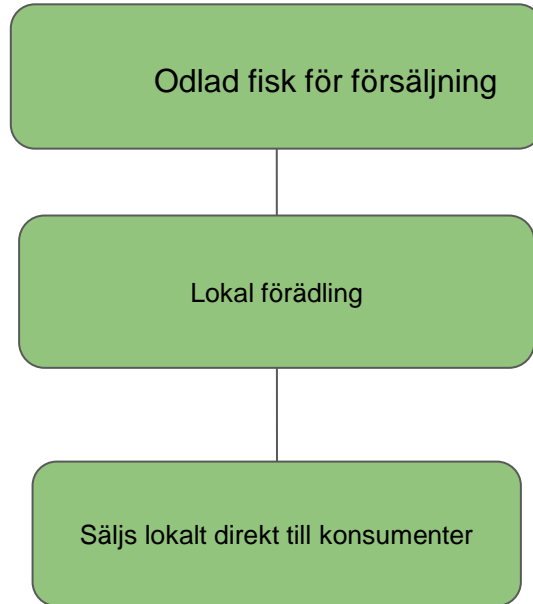 Odlad fisk för försäljning
Lokal förädling
Säljs lokalt direkt till konsumenter